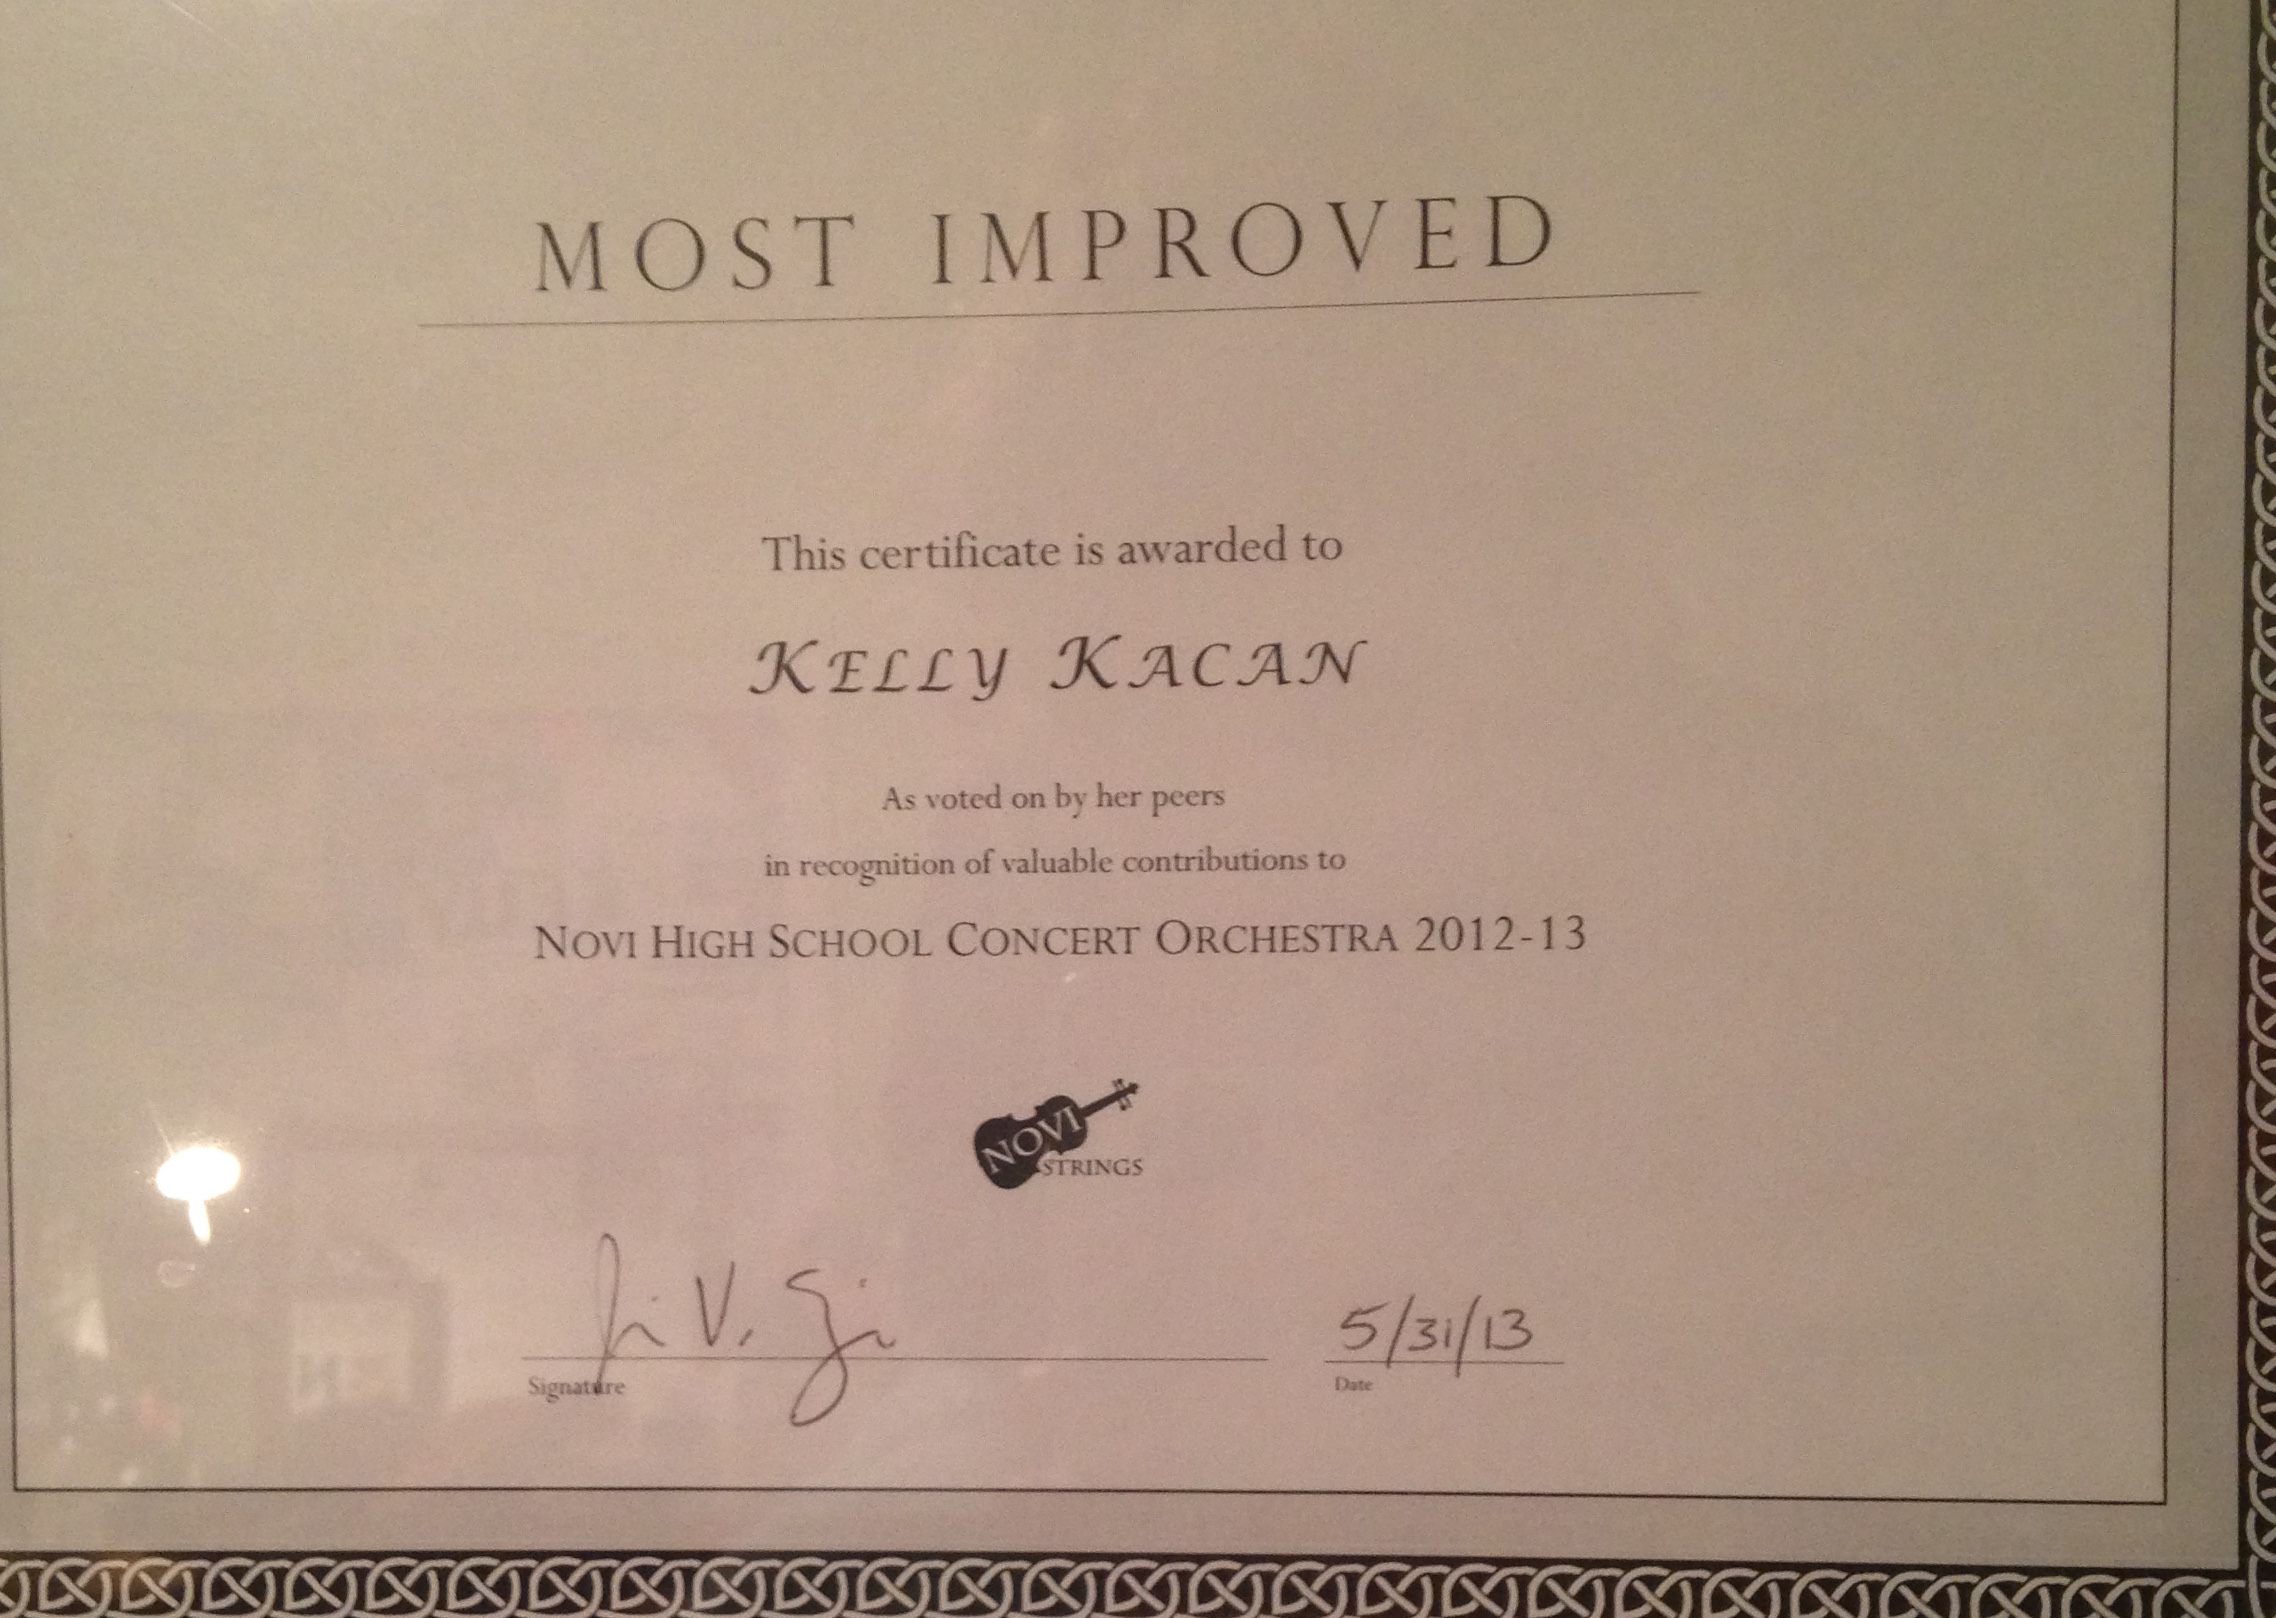 MOST IMPROVED
This certificate is awarded to
KELLY KACAN
As voted on by her peers
in recognition of valuable contributions to
NOVI HIGH SCHOOL CONCERT ORCHESTRA 2012-13
NOVI
STRINGS
5/31/13
Signature
Date